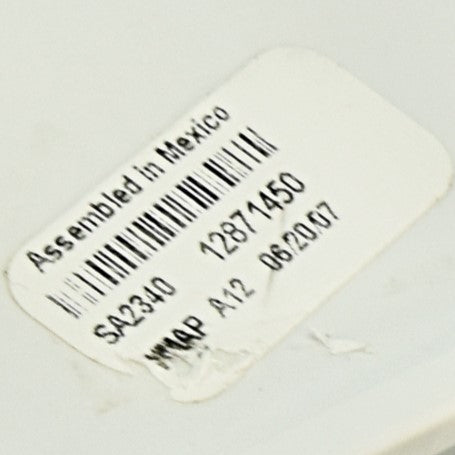 Assembled in Mexico
SA2340 12871450
A12 06/20/07